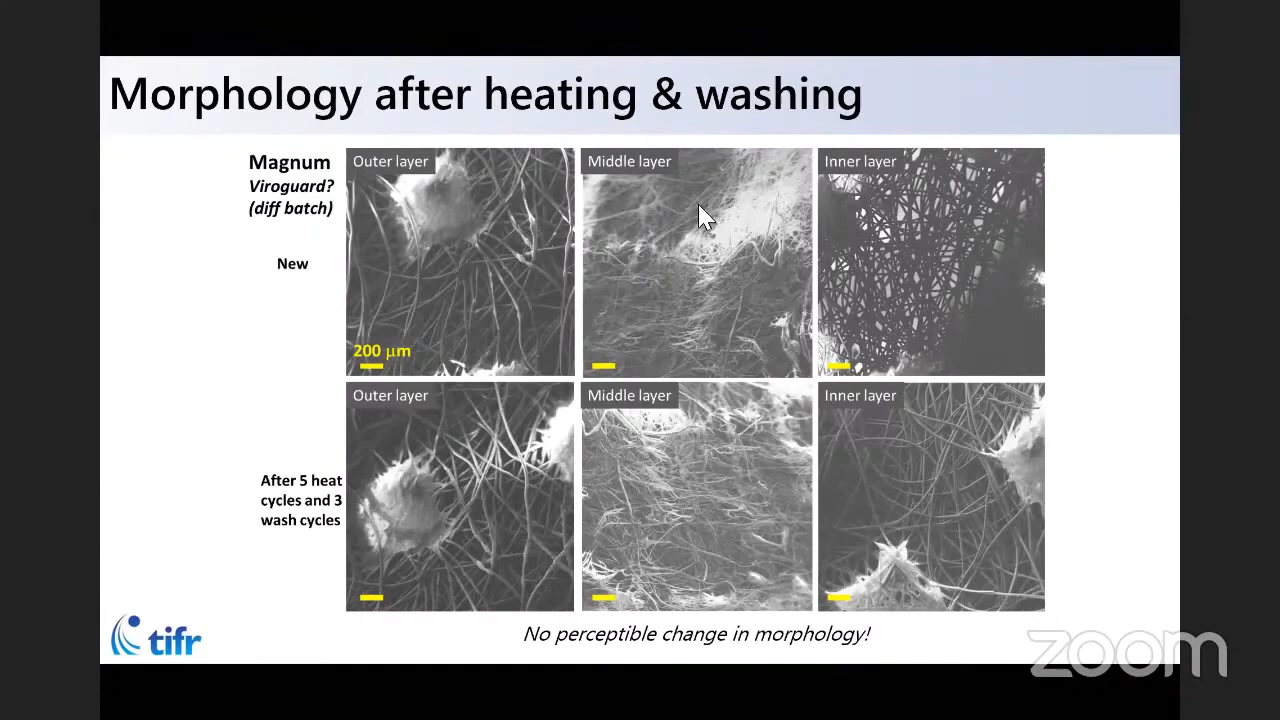 Morphology after heating & washing
Magnum
Viroguard?
(diff batch)
New
Outer layer
Middle layer
Inner layer
200 μm
Outer layer
Middle layer
Inner layer
After 5 heat
cycles and 3
wash cycles
No perceptible change in morphology!
tifr
zoom